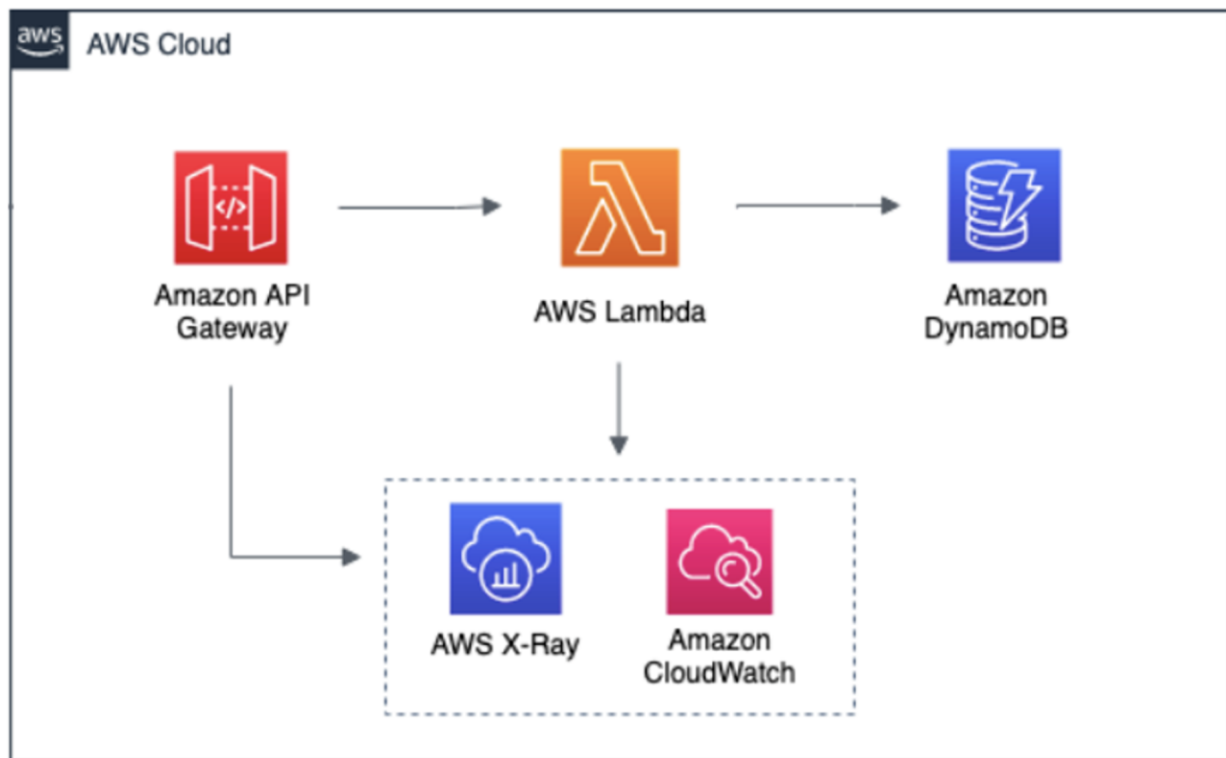 aws
AWS Cloud
Amazon API
Gateway
AWS Lambda
Amazon
DynamoDB
AWS X-Ray
Amazon
CloudWatch